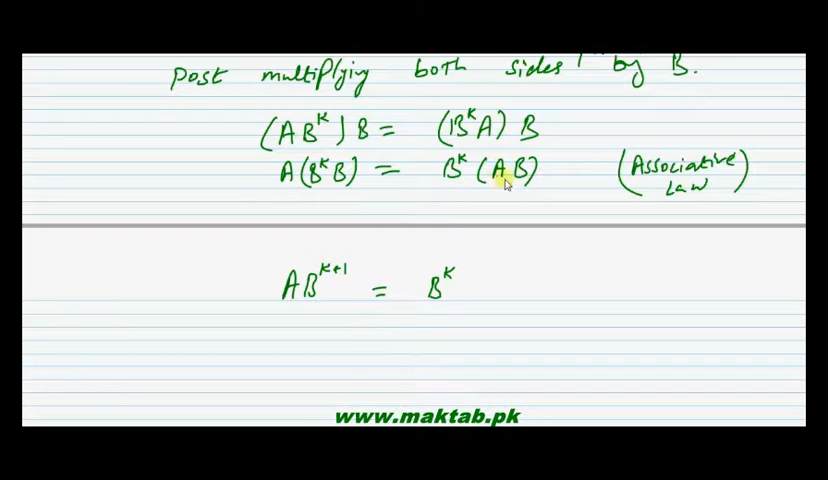 Post multiplying both sides by B.
(AB^K) B = (B^K A) B
A(B^K B) = B^K (AB) (Associative Law)
AB^K+1 = B^K
www.maktab.pk